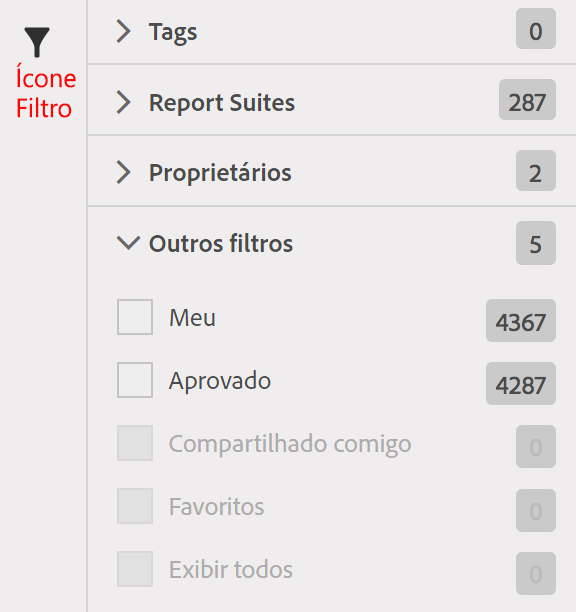 Ícone
Filtro
Tags 0
Report Suites 287
Proprietários 2
Outros filtros 5
Meu 4367
Aprovado 4287
Compartilhado comigo 0
Favoritos 0
Exibir todos 0